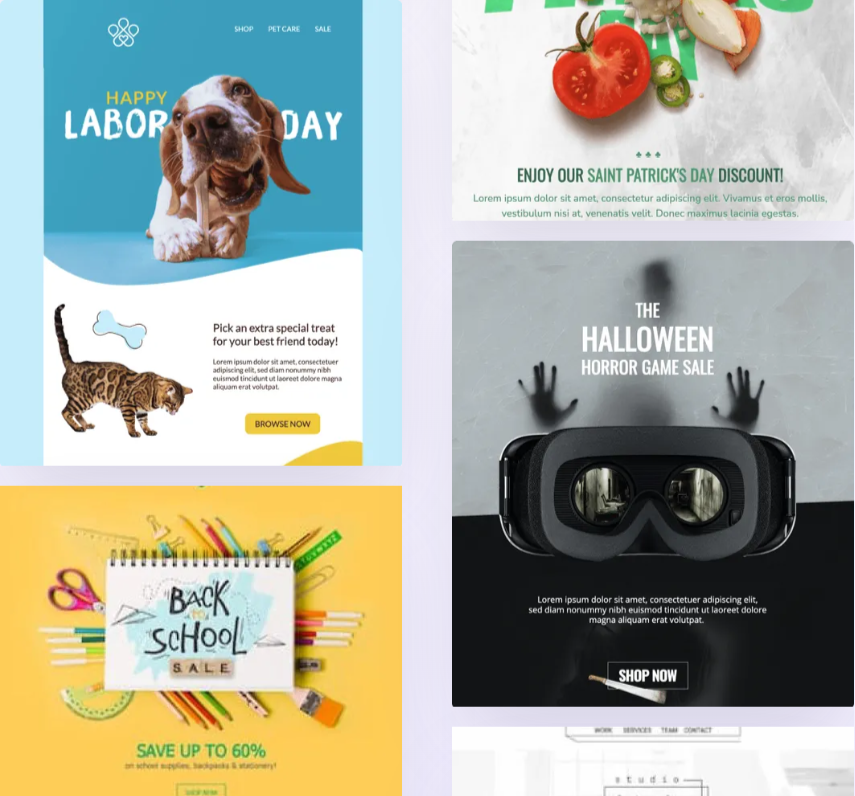 SHOP PET CARE SALE
HAPPY
LABOR DAY
Pick an extra special treat
for your best friend today!
Lorem ipsum dolor sit amet, consectetuer
adipiscing elit, sed diam nonummy nibh
euismod tincidunt ut laoreet dolore magna
aliquam erat volutpat.
BROWSE NOW
BACK
TO
SCHOOL
SALE
SAVE UP TO 60%
on school supplies, backpacks & stationery!
SHOP NOW
DAY
ENJOY OUR SAINT PATRICK'S DAY DISCOUNT!
Lorem ipsum dolor sit amet, consectetur adipiscing elit. Vivamus et eros mollis,
vestibulum nisi at, venenatis velit. Donec maximus lacinia egestas.
THE
HALLOWEEN
HORROR GAME SALE
Lorem ipsum dolor sit amet, consectetuer adipiscing elit,
sed diam nonummy nibh euismod tincidunt ut laoreet dolore
magna aliquam erat volutpat.
SHOP NOW
WORK SERVICES TEAM CONTACT
studio